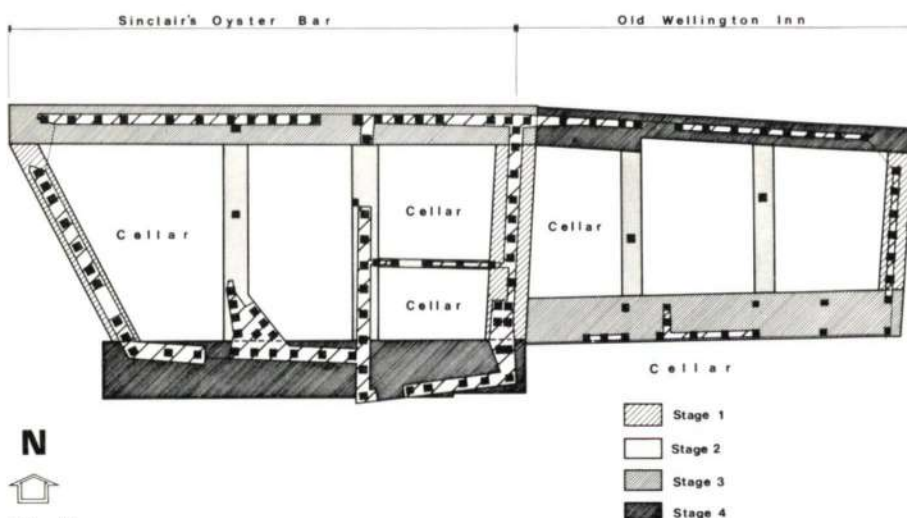 Sinclair's Oyster Bar
Old Wellington Inn
Cellar
Cellar
Cellar
Cellar
Cellar
N
Stage 1
Stage 2
Stage 3
Stage 4